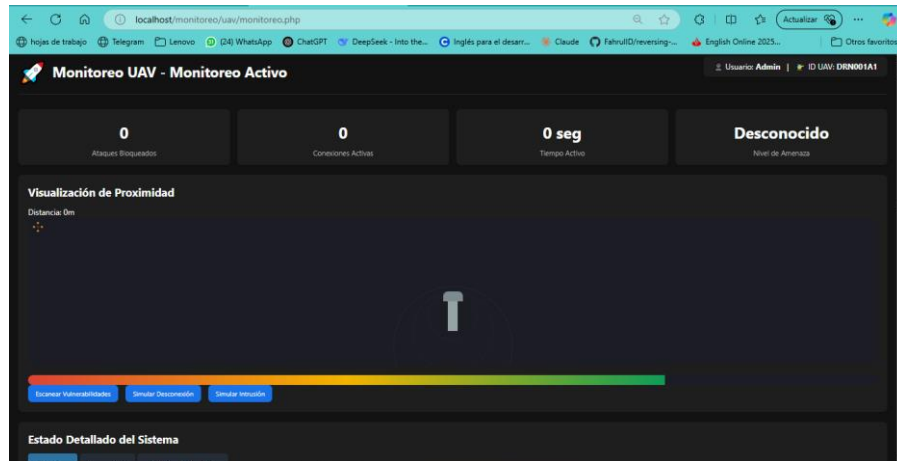 localhost/monitoreo/uav/monitoreo.php
Actualizar
hojas de trabajo Telegram Lenovo (24) WhatsApp ChatGPT DeepSeek - Into the... Inglés para el desarr... Claude FahrulID/reversing-... English Online 2025... Otros favoritos
Monitoreo UAV - Monitoreo Activo
Usuario: Admin | ID UAV: DRN001A1
0 0 0 seg Desconocido
Ataques Bloqueados Conexiones Activas Tiempo Activo Nivel de Amenaza
Visualización de Proximidad
Distancia: 0m
Escanear Vulnerabilidades Simular Desconexión Simular Intrusión
Estado Detallado del Sistema